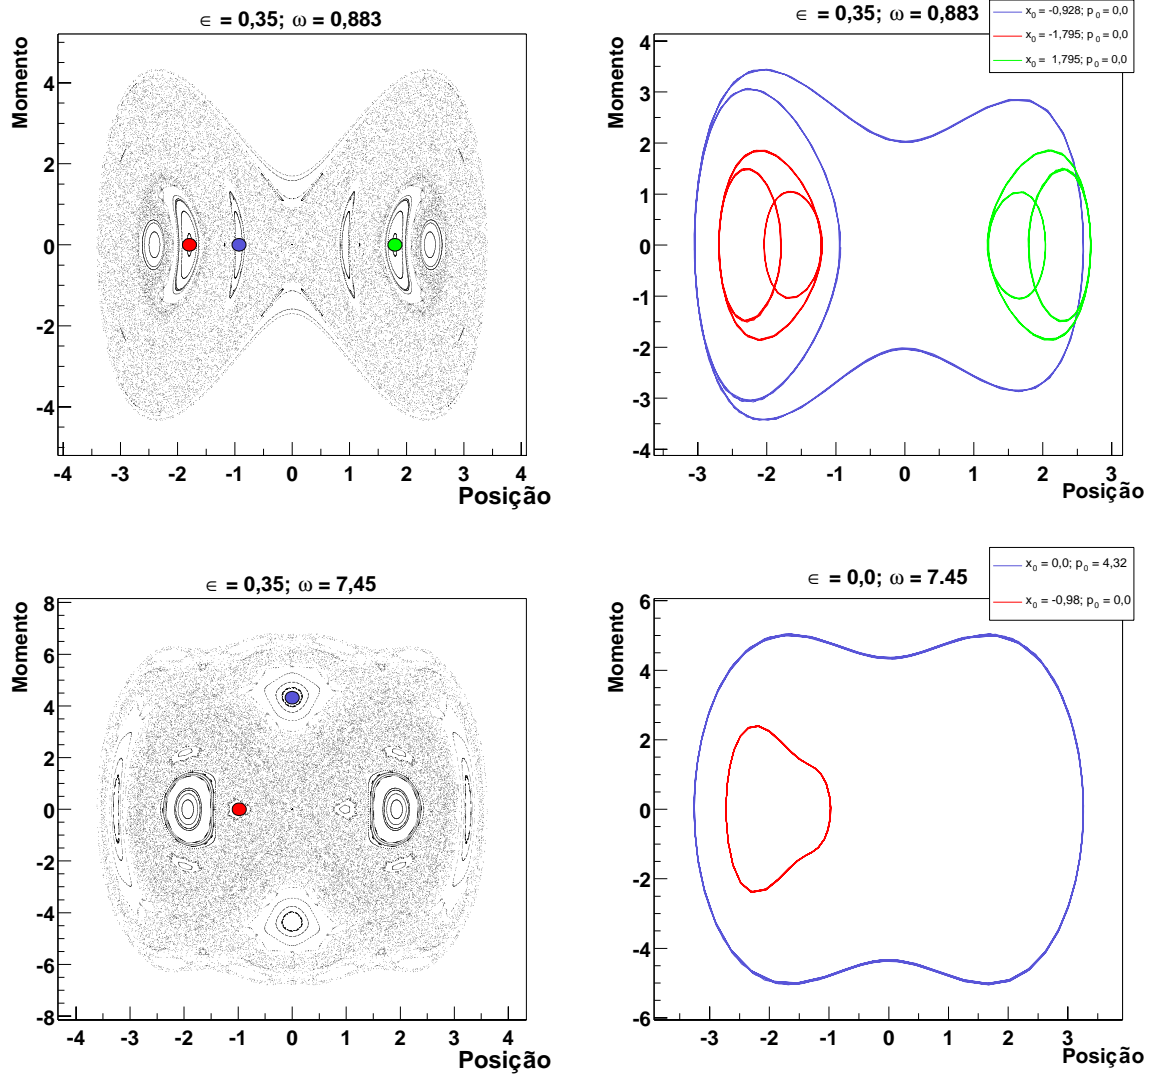 ∈ = 0,35; ω = 0,883
Momento
4
2
0
-2
-4
-4 -3 -2 -1 0 1 2 3 4
Posição
∈ = 0,35; ω = 0,883
x0 = -0,928; p0 = 0,0
x0 = -1,795; p0 = 0,0
x0 = 1,795; p0 = 0,0
Momento
4
3
2
1
0
-1
-2
-3
-4
-3 -2 -1 0 1 2 3
Posição
∈ = 0,35; ω = 7,45
Momento
8
6
4
2
0
-2
-4
-6
-8
-4 -3 -2 -1 0 1 2 3 4
Posição
∈ = 0,0; ω = 7.45
x0 = 0,0; p0 = 4,32
x0 = -0,98; p0 = 0,0
Momento
6
4
2
0
-2
-4
-6
-3 -2 -1 0 1 2 3
Posição